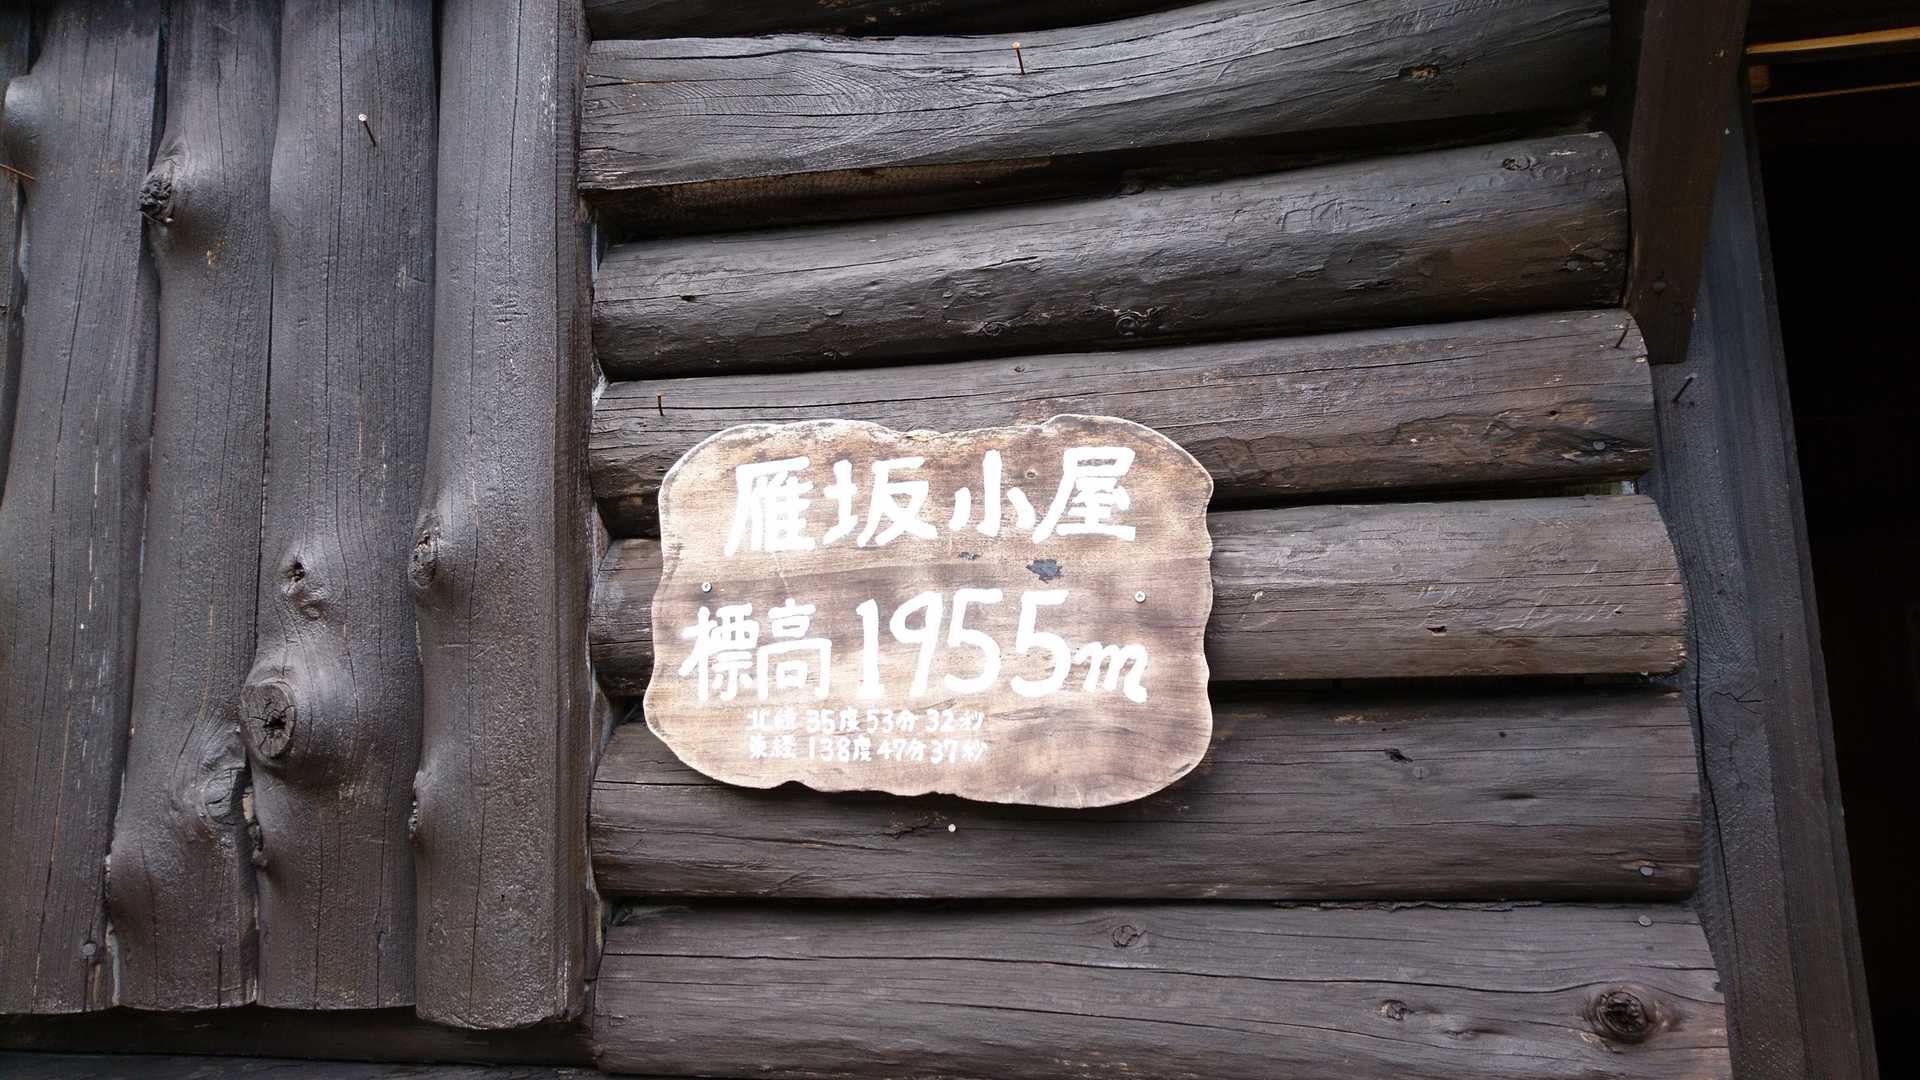 雁坂小屋
標高1955m
北緯 35度53分32秒
東経 138度47分37秒